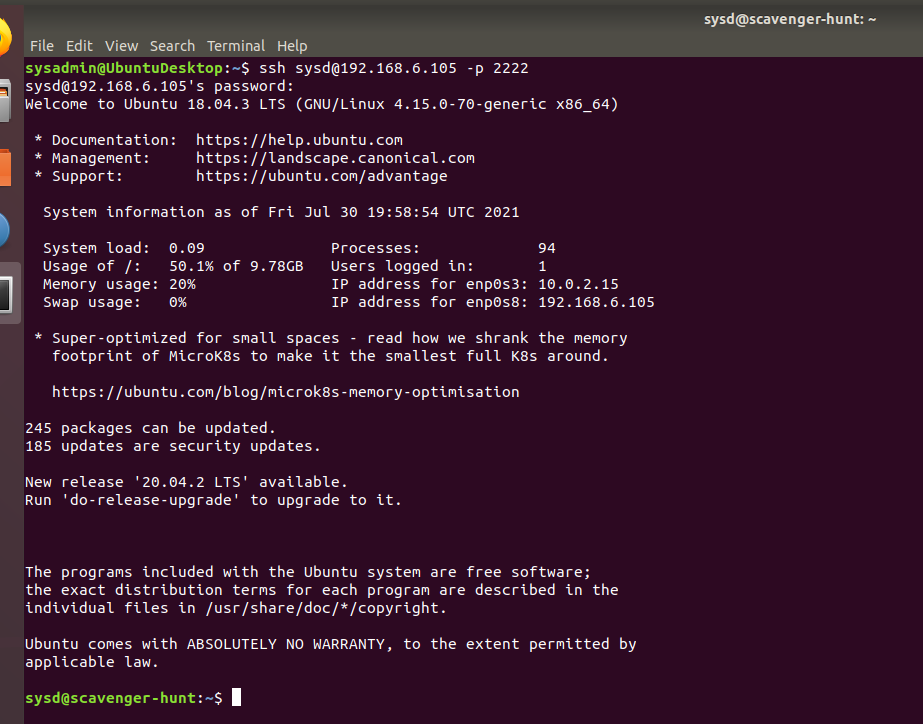 sysd@scavenger-hunt: ~
File Edit View Search Terminal Help
sysadmin@UbuntuDesktop:~$ ssh sysd@192.168.6.105 -p 2222
sysd@192.168.6.105's password:
Welcome to Ubuntu 18.04.3 LTS (GNU/Linux 4.15.0-70-generic x86_64)
* Documentation: https://help.ubuntu.com
* Management: https://landscape.canonical.com
* Support: https://ubuntu.com/advantage
System information as of Fri Jul 30 19:58:54 UTC 2021
System load: 0.09 Processes: 94
Usage of /: 50.1% of 9.78GB Users logged in: 1
Memory usage: 20% IP address for enp0s3: 10.0.2.15
Swap usage: 0% IP address for enp0s8: 192.168.6.105
* Super-optimized for small spaces - read how we shrank the memory
footprint of MicroK8s to make it the smallest full K8s around.
https://ubuntu.com/blog/microk8s-memory-optimisation
245 packages can be updated.
185 updates are security updates.
New release '20.04.2 LTS' available.
Run 'do-release-upgrade' to upgrade to it.
The programs included with the Ubuntu system are free software;
the exact distribution terms for each program are described in the
individual files in /usr/share/doc/*/copyright.
Ubuntu comes with ABSOLUTELY NO WARRANTY, to the extent permitted by
applicable law.
sysd@scavenger-hunt:~$